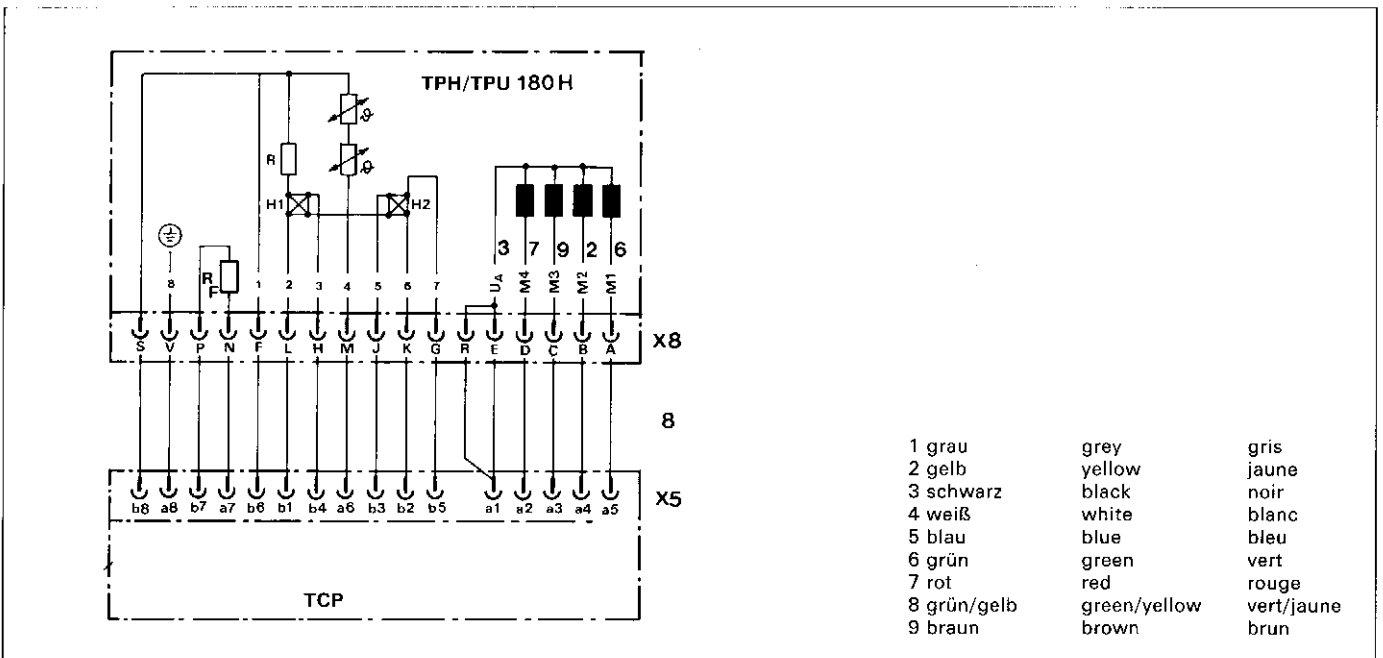 TPH/TPU 180 H
ϑ
ϑ
R
H1
H2
3 7 9 2 6
R
F
8 1 2 3 4 5 6 7 UA M4 M3 M2 M1
S V P N F L H M J K G R E D C B A
X8
8
b8 a8 b7 a7 b6 b1 b4 a6 b3 b2 b5 a1 a2 a3 a4 a5
X5
TCP
1 grau grey gris
2 gelb yellow jaune
3 schwarz black noir
4 weiß white blanc
5 blau blue bleu
6 grün green vert
7 rot red rouge
8 grün/gelb green/yellow vert/jaune
9 braun brown brun